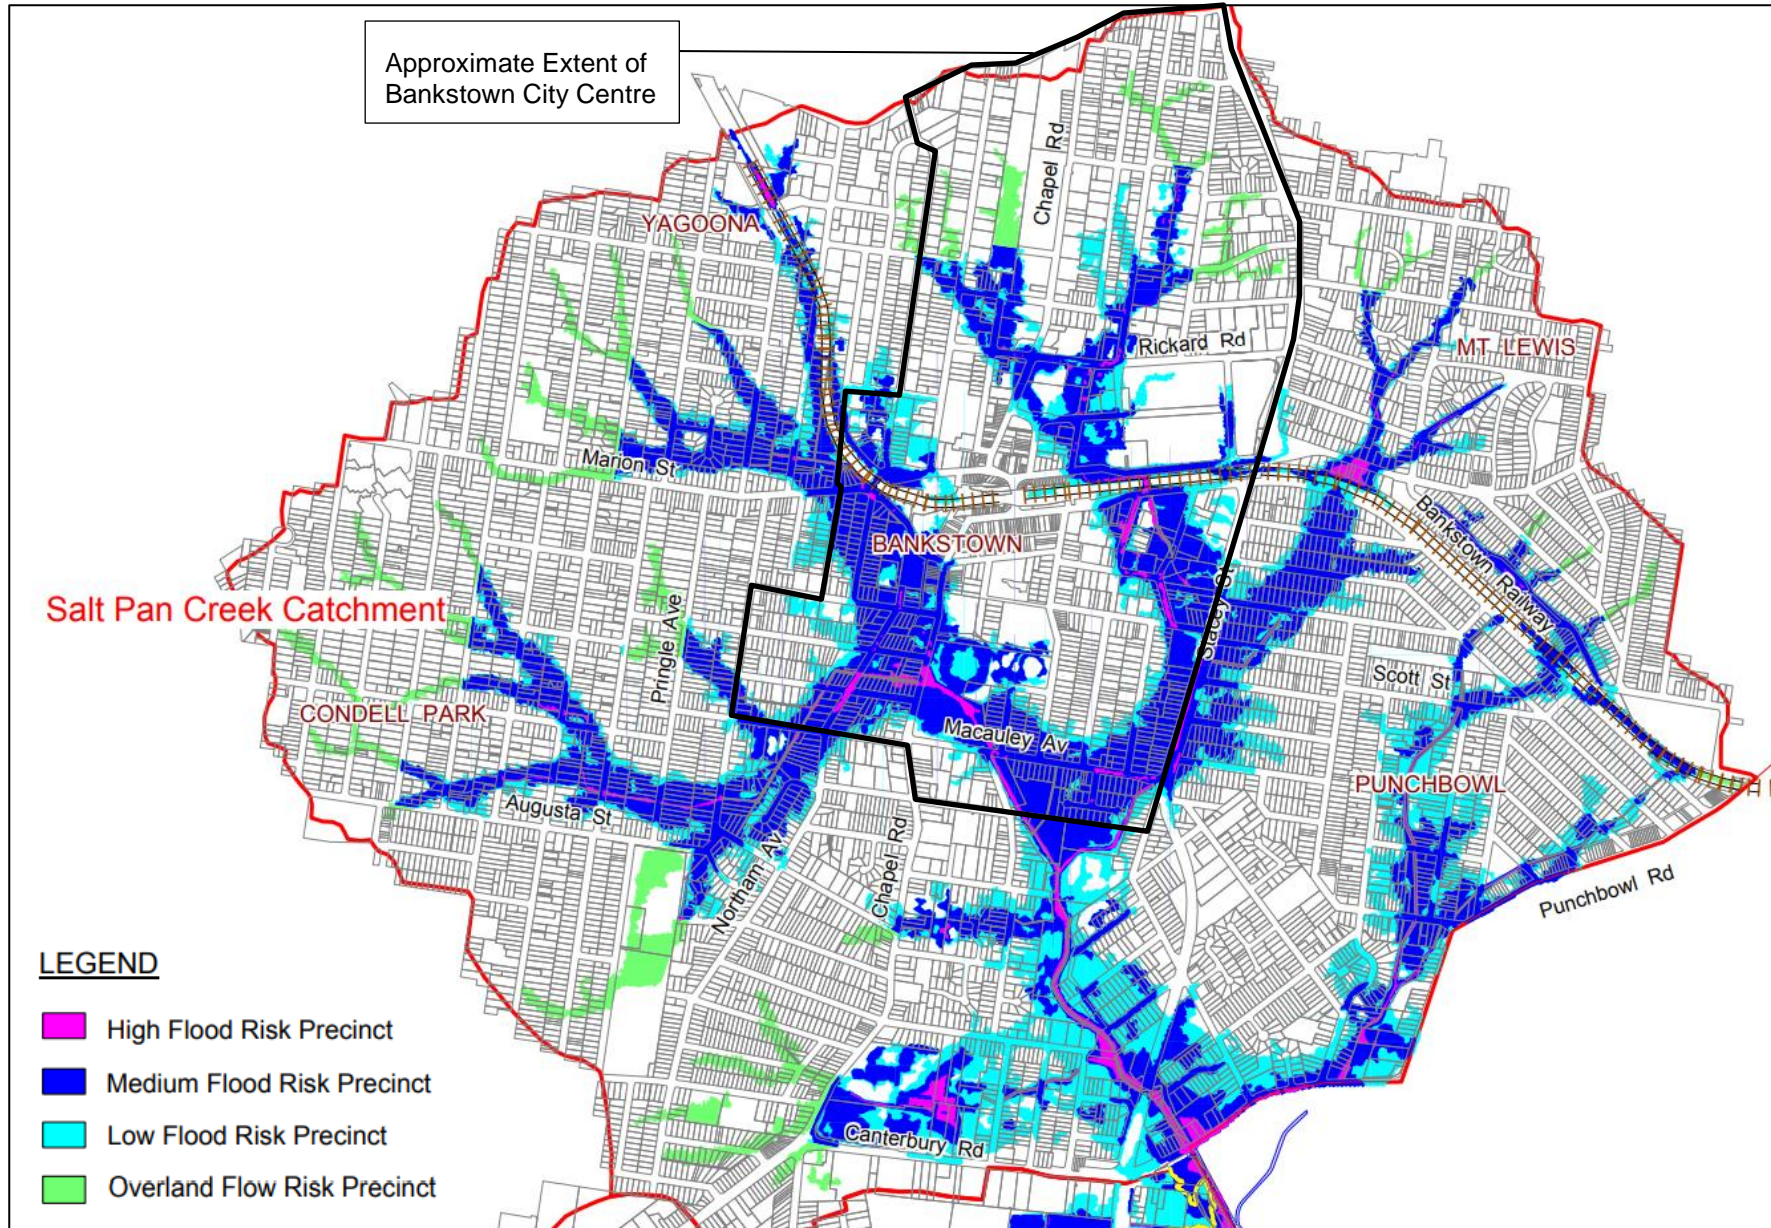 Approximate Extent of
Bankstown City Centre
Chapel Rd
YAGOONA
Rickard Rd
MT LEWIS
Marion St
BANKSTOWN
Bankstown Railway
Stacey St
Salt Pan Creek Catchment
Pringle Ave
Scott St
CONDELL PARK
Macauley Av
PUNCHBOWL
Augusta St
Northam Av
Chapel Rd
Punchbowl Rd
LEGEND
High Flood Risk Precinct
Medium Flood Risk Precinct
Low Flood Risk Precinct
Overland Flow Risk Precinct
Canterbury Rd